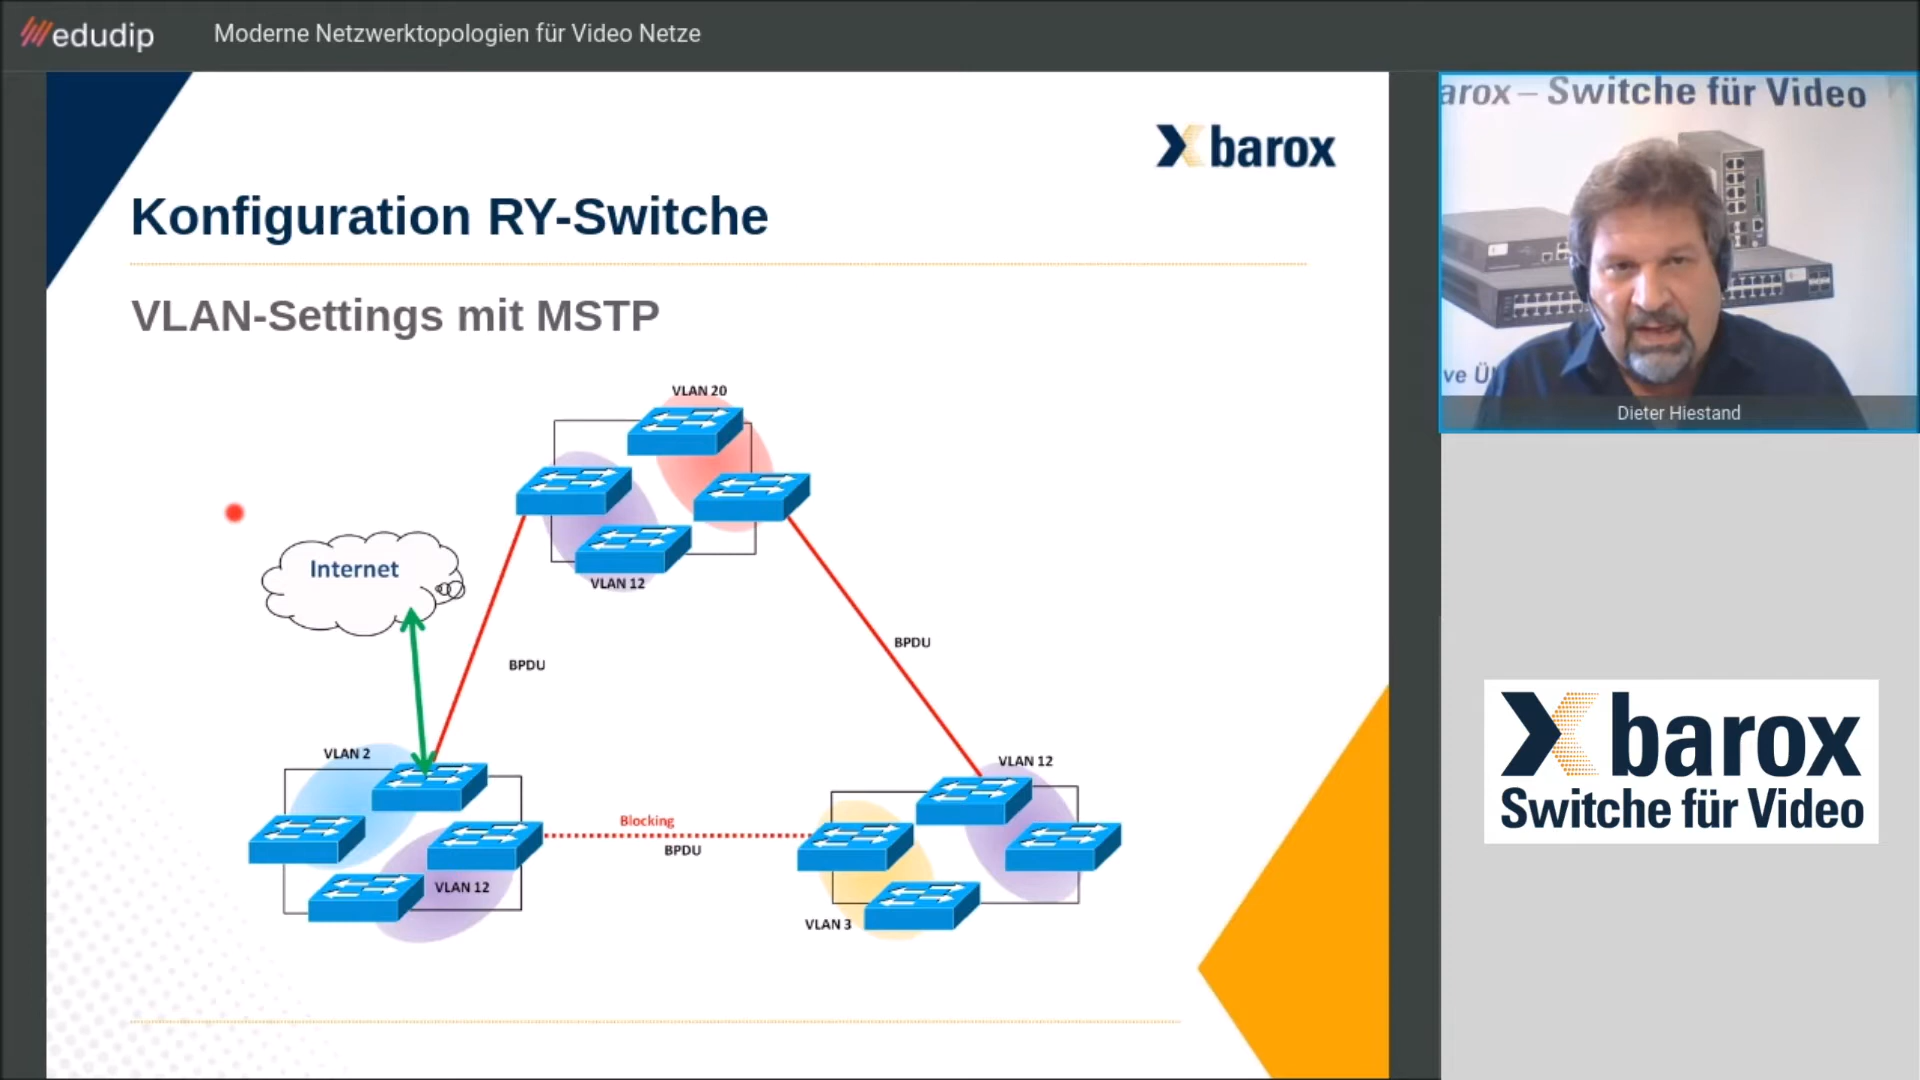 edudip
Moderne Netzwerktopologien für Video Netze
barox
Konfiguration RY-Switche
VLAN-Settings mit MSTP
VLAN 20
VLAN 12
Internet
BPDU
BPDU
VLAN 2
VLAN 12
Blocking
BPDU
VLAN 12
VLAN 3
arox – Switche für Video
ve Ü
Dieter Hiestand
barox
Switche für Video